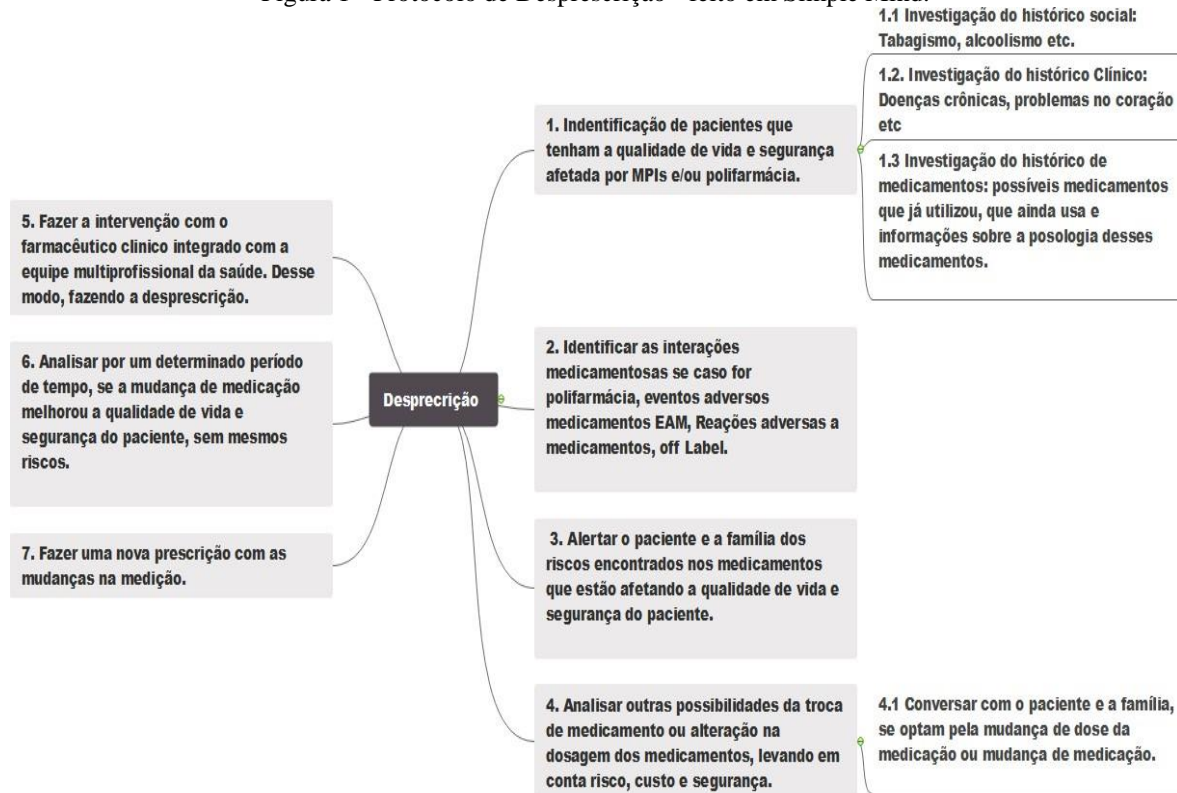 Figura 1 - Protocolo de Desprescrição - feito em Simple Mind.
1.1 Investigação do histórico social:
Tabagismo, alcoolismo etc.
1.2. Investigação do histórico Clínico:
Doenças crônicas, problemas no coração
etc
1.3 Investigação do histórico de
medicamentos: possíveis medicamentos
que já utilizou, que ainda usa e
informações sobre a posologia desses
medicamentos.
1. Indentificação de pacientes que
tenham a qualidade de vida e segurança
afetada por MPIs e/ou polifarmácia.
2. Identificar as interações
medicamentosas se caso for
polifarmácia, eventos adversos
medicamentos EAM, Reações adversas a
medicamentos, off Label.
3. Alertar o paciente e a família dos
riscos encontrados nos medicamentos
que estão afetando a qualidade de vida e
segurança do paciente.
4. Analisar outras possibilidades da troca
de medicamento ou alteração na
dosagem dos medicamentos, levando em
conta risco, custo e segurança.
4.1 Conversar com o paciente e a família,
se optam pela mudança de dose da
medicação ou mudança de medicação.
Desprecrição
5. Fazer a intervenção com o
farmacêutico clinico integrado com a
equipe multiprofissional da saúde. Desse
modo, fazendo a desprescrição.
6. Analisar por um determinado período
de tempo, se a mudança de medicação
melhorou a qualidade de vida e
segurança do paciente, sem mesmos
riscos.
7. Fazer uma nova prescrição com as
mudanças na medição.